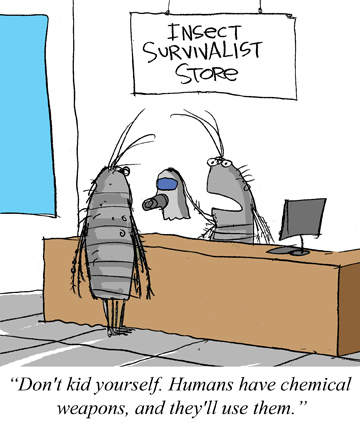 Insect
Survivalist
Store
“Don't kid yourself. Humans have chemical
weapons, and they'll use them.”